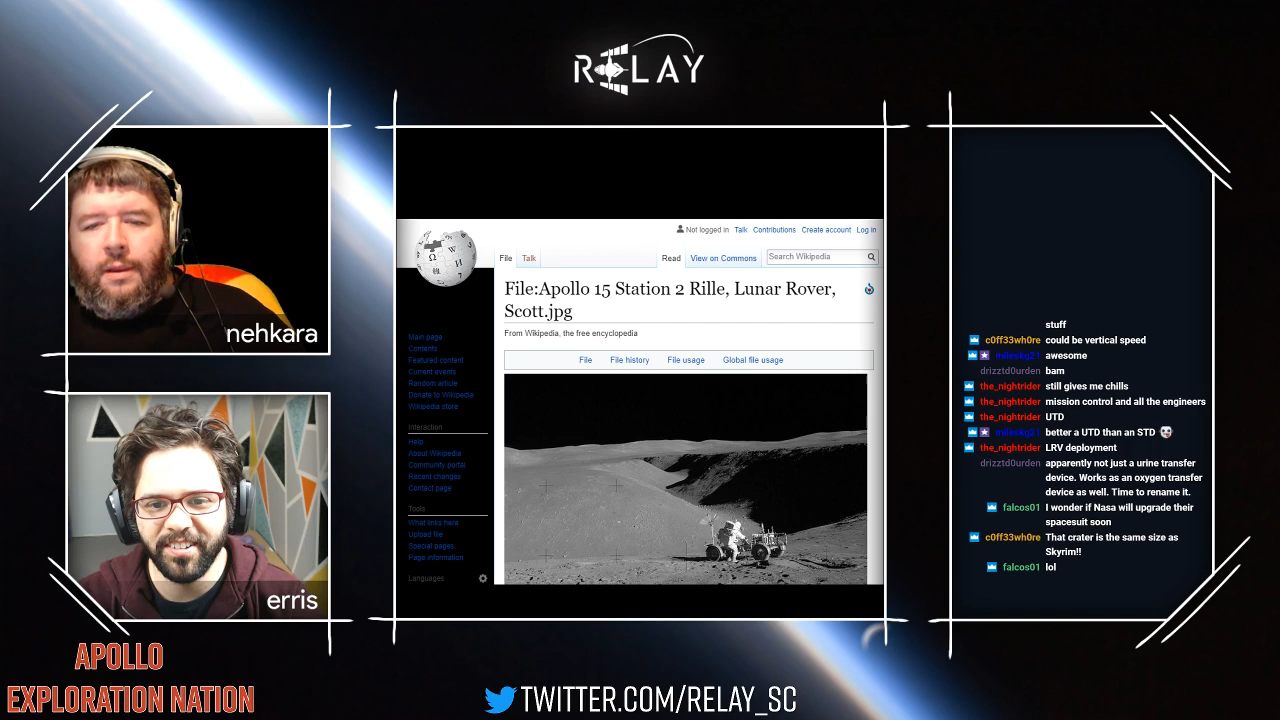 RELAY
nehkara
erris
APOLLO
EXPLORATION NATION
Not logged in Talk Contributions Create account Log in
File Talk Read View on Commons Search Wikipedia
File:Apollo 15 Station 2 Rille, Lunar Rover,
Scott.jpg
From Wikipedia, the free encyclopedia
File File history File usage Global file usage
Main page
Contents
Featured content
Current events
Random article
Donate to Wikipedia
Wikipedia store
Interaction
Help
About Wikipedia
Community portal
Recent changes
Contact page
Tools
What links here
Upload file
Special pages
Page information
Languages
stuff
c0ff33wh0re could be vertical speed
awesome
drizztd0urden bam
the_nightrider still gives me chills
the_nightrider mission control and all the engineers
the_nightrider UTD
better a UTD than an STD
the_nightrider LRV deployment
drizztd0urden apparently not just a urine transfer
device. Works as an oxygen transfer
device as well. Time to rename it.
falcos01 I wonder if Nasa will upgrade their
spacesuit soon
c0ff33wh0re That crater is the same size as
Skyrim!!
falcos01 lol
TWITTER.COM/RELAY_SC